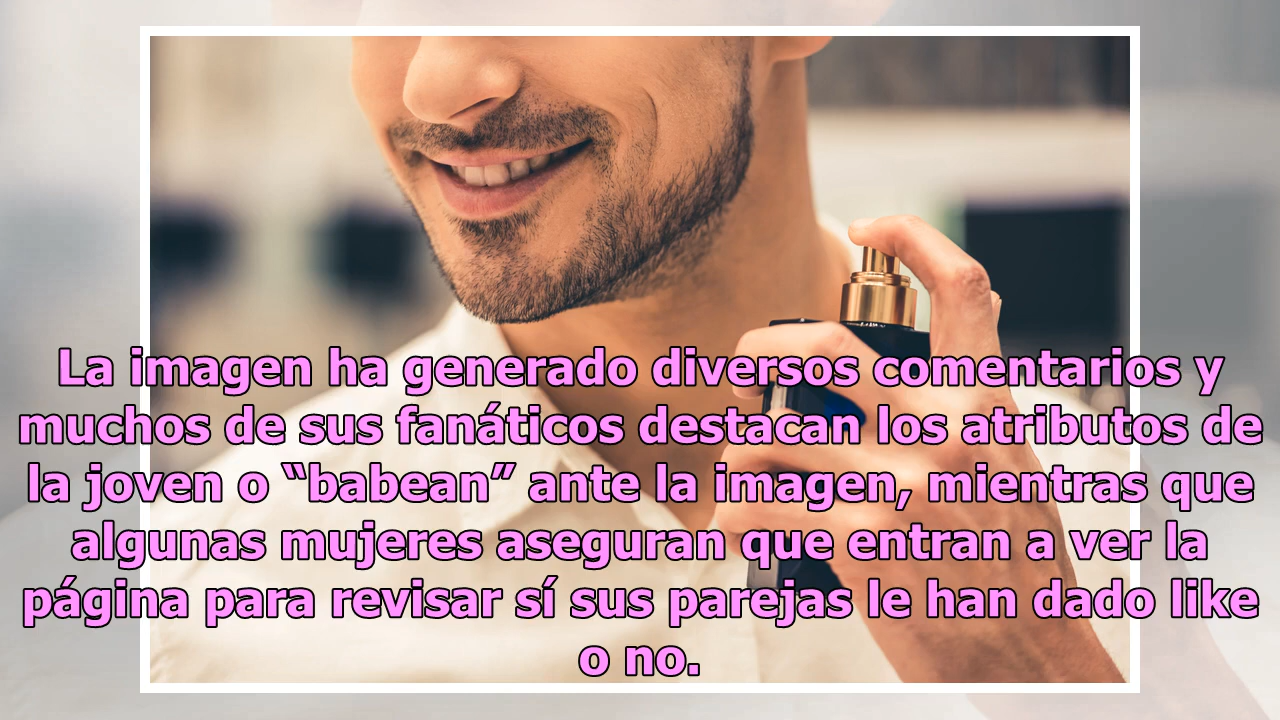 La imagen ha generado diversos comentarios y
muchos de sus fanáticos destacan los atributos de
la joven o “babean” ante la imagen, mientras que
algunas mujeres aseguran que entran a ver la
página para revisar sí sus parejas le han dado like
o no.